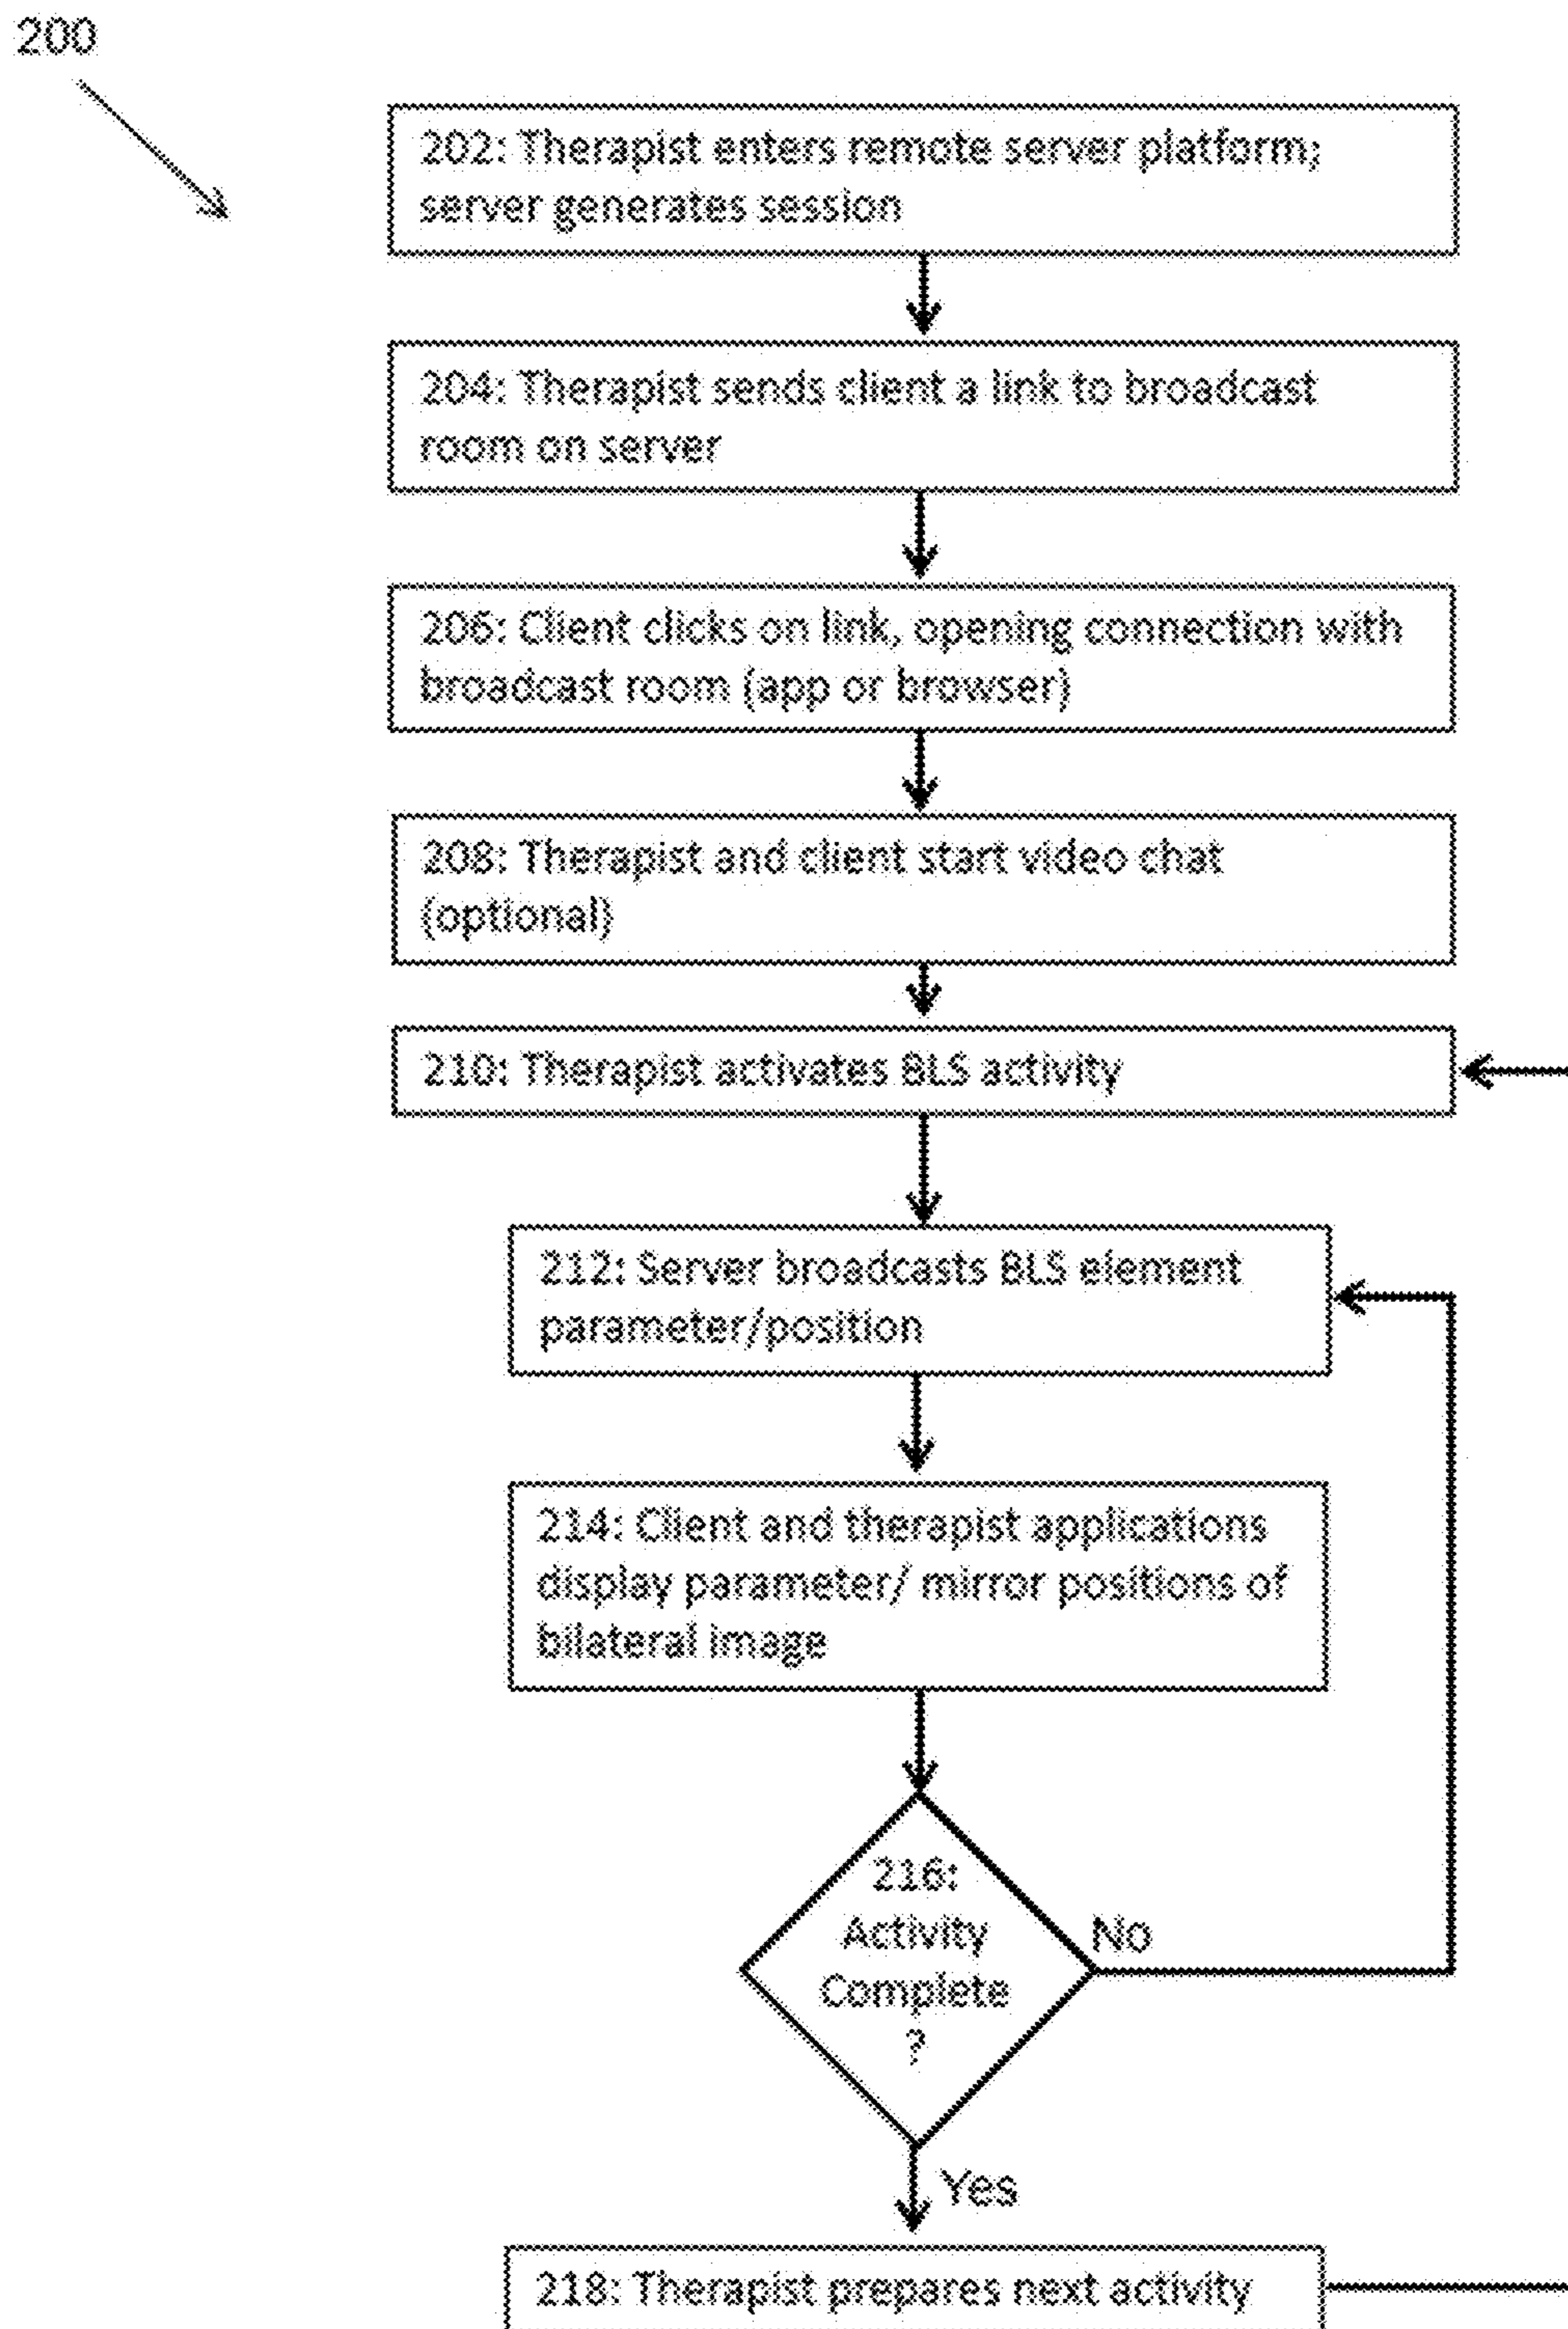 200
202: Therapist enters remote server platform;
server generates session
204: Therapist sends client a link to broadcast
room on server
206: Client clicks on link, opening connection with
broadcast room (app or browser)
208: Therapist and client start video chat
(optional)
210: Therapist activates BLS activity
212: Server broadcasts BLS element
parameter/position
214: Client and therapist applications
display parameter/ mirror positions of
bilateral image
216:
Activity
Complete
?
No
Yes
218: Therapist prepares next activity